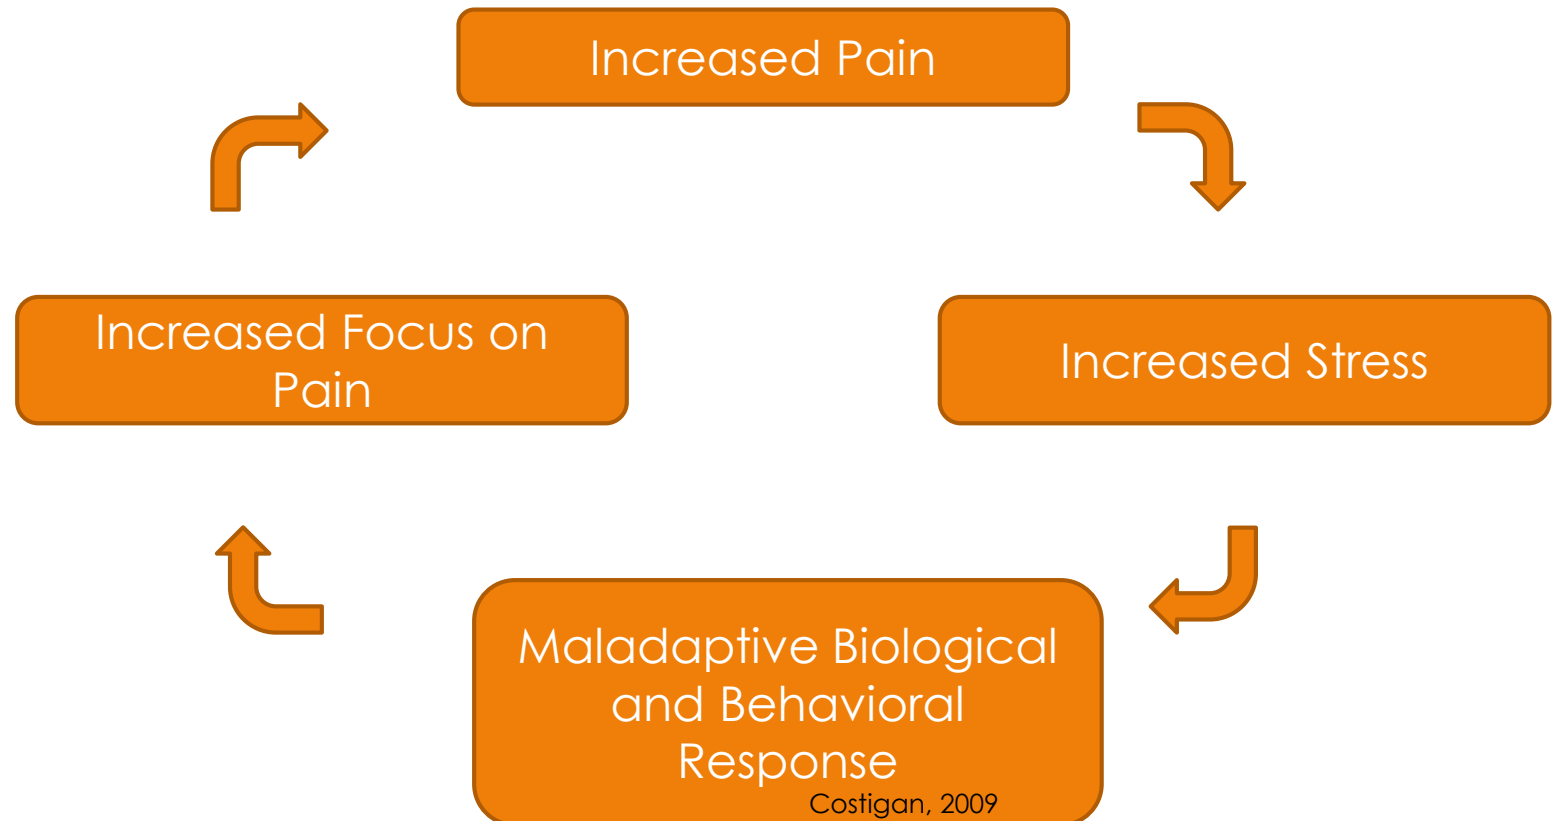 Increased Pain
Increased Focus on
Pain
Increased Stress
Maladaptive Biological
and Behavioral
Response
Costigan, 2009